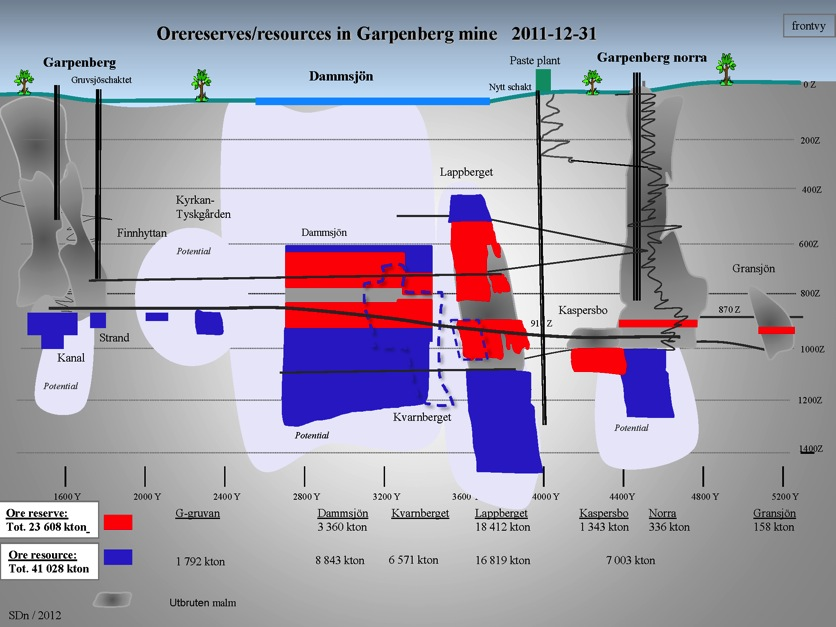 Orereserves/resources in Garpenberg mine 2011-12-31
frontvy
Garpenberg
Gruvsjöschaktet
Dammsjön
Paste plant
Garpenberg norra
Nytt schakt
0 Z
200Z
400Z
600Z
800Z
1000Z
1200Z
1400Z
Lappberget
Kyrkan-
Tyskgården
Finnhyttan
Potential
Dammsjön
Gransjön
Kaspersbo
870 Z
910 Z
Strand
Kanal
Potential
Kvarnberget
Potential
Potential
1600 Y
2000 Y
2400 Y
2800 Y
3200 Y
3600
4000 Y
4400 Y
4800 Y
5200 Y
Ore reserve:
Tot. 23 608 kton
G-gruvan
Dammsjön
3 360 kton
Kvarnberget
Lappberget
18 412 kton
Kaspersbo
1 343 kton
Norra
336 kton
Gransjön
158 kton
Ore resource:
Tot. 41 028 kton
1 792 kton
8 843 kton
6 571 kton
16 819 kton
7 003 kton
Utbruten malm
SDn / 2012